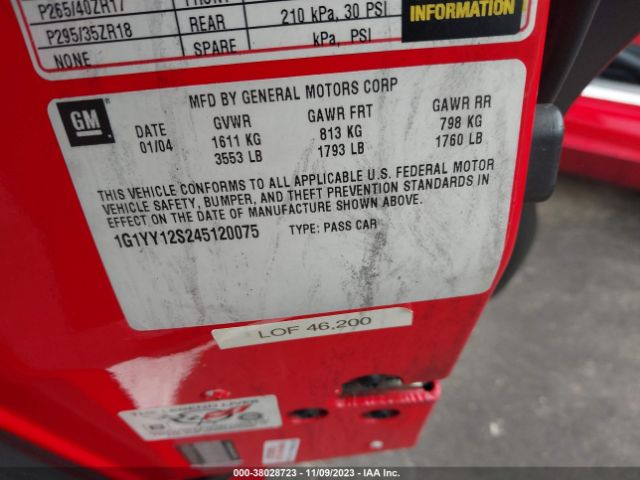 P265/40ZR17 FRONT
P295/35ZR18 REAR 210 kPa, 30 PSI
NONE SPARE kPa, PSI
INFORMATION
MFD BY GENERAL MOTORS CORP
GM
DATE GVWR GAWR FRT GAWR RR
01/04 1611 KG 813 KG 798 KG
3553 LB 1793 LB 1760 LB
THIS VEHICLE CONFORMS TO ALL APPLICABLE U.S. FEDERAL MOTOR
VEHICLE SAFETY, BUMPER, AND THEFT PREVENTION STANDARDS IN
EFFECT ON THE DATE OF MANUFACTURE SHOWN ABOVE.
1G1YY12S245120075 TYPE: PASS CAR
LOF 46,200
THE LEGEND LIVES
000-38028723 - 11/09/2023 - IAA Inc.